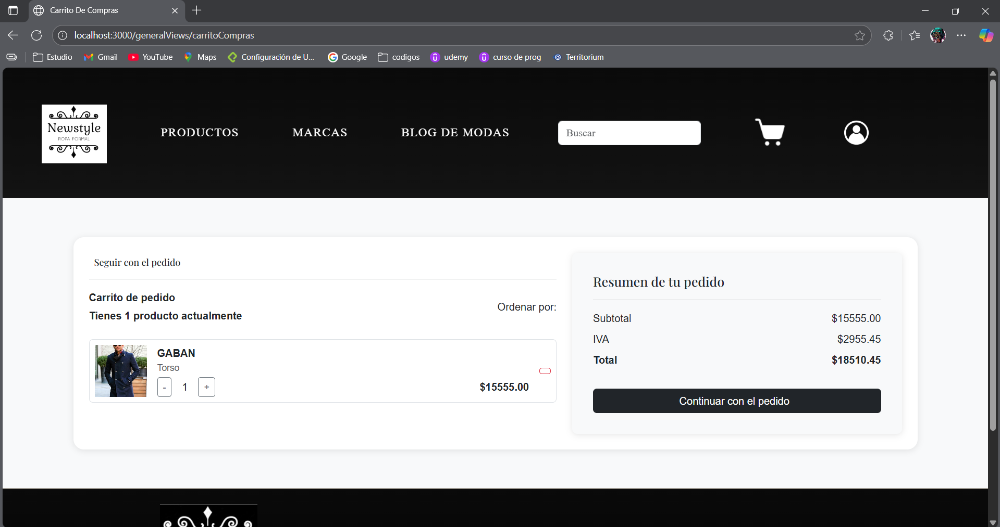 Carrito De Compras
localhost:3000/generalViews/carritoCompras
Estudio
Gmail
YouTube
Maps
Configuración de U...
Google
codigos
udemy
curso de prog
Territorium
Newstyle
ROPA FORMAL
PRODUCTOS
MARCAS
BLOG DE MODAS
Buscar
Seguir con el pedido
Carrito de pedido
Tienes 1 producto actualmente
Ordenar por:
GABAN
Torso
- 1 +
$15555.00
Resumen de tu pedido
Subtotal $15555.00
IVA $2955.45
Total $18510.45
Continuar con el pedido